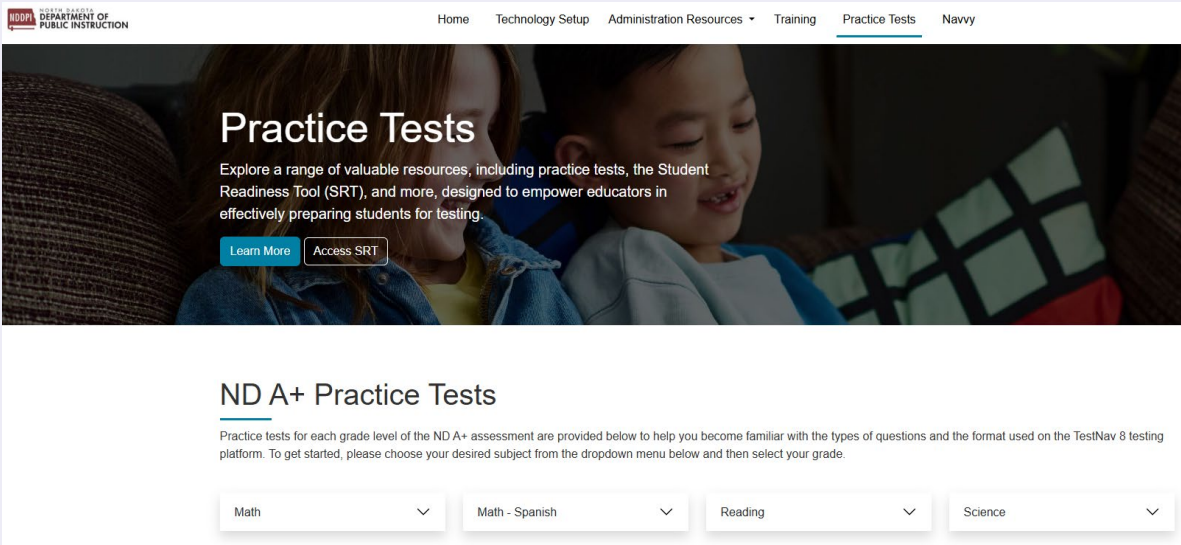 NDDPI
NORTH DAKOTA
DEPARTMENT OF
PUBLIC INSTRUCTION
Home Technology Setup Administration Resources Training Practice Tests Navvy
Practice Tests
Explore a range of valuable resources, including practice tests, the Student
Readiness Tool (SRT), and more, designed to empower educators in
effectively preparing students for testing.
Learn More Access SRT
ND A+ Practice Tests
Practice tests for each grade level of the ND A+ assessment are provided below to help you become familiar with the types of questions and the format used on the TestNav 8 testing
platform. To get started, please choose your desired subject from the dropdown menu below and then select your grade.
Math Math - Spanish Reading Science